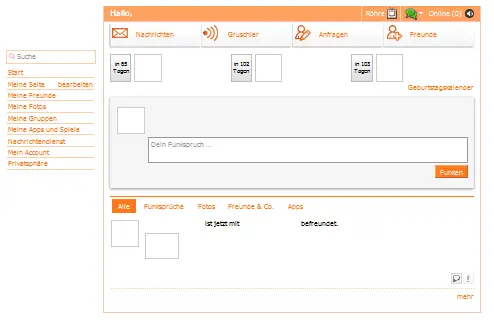 Hallo,
Röhre
Online (0)
Nachrichten
Gruschler
Anfragen
Freunde
Suche
Start
Meine Seite bearbeiten
Meine Freunde
Meine Fotos
Meine Gruppen
Meine Apps und Spiele
Nachrichtendienst
Mein Account
Privatsphäre
in 65
Tagen
in 102
Tagen
in 103
Tagen
Geburtstagskalender
Dein Funkspruch ...
Funken
Alle
Funksprüche
Fotos
Freunde & Co.
Apps
ist jetzt mit befreundet.
mehr